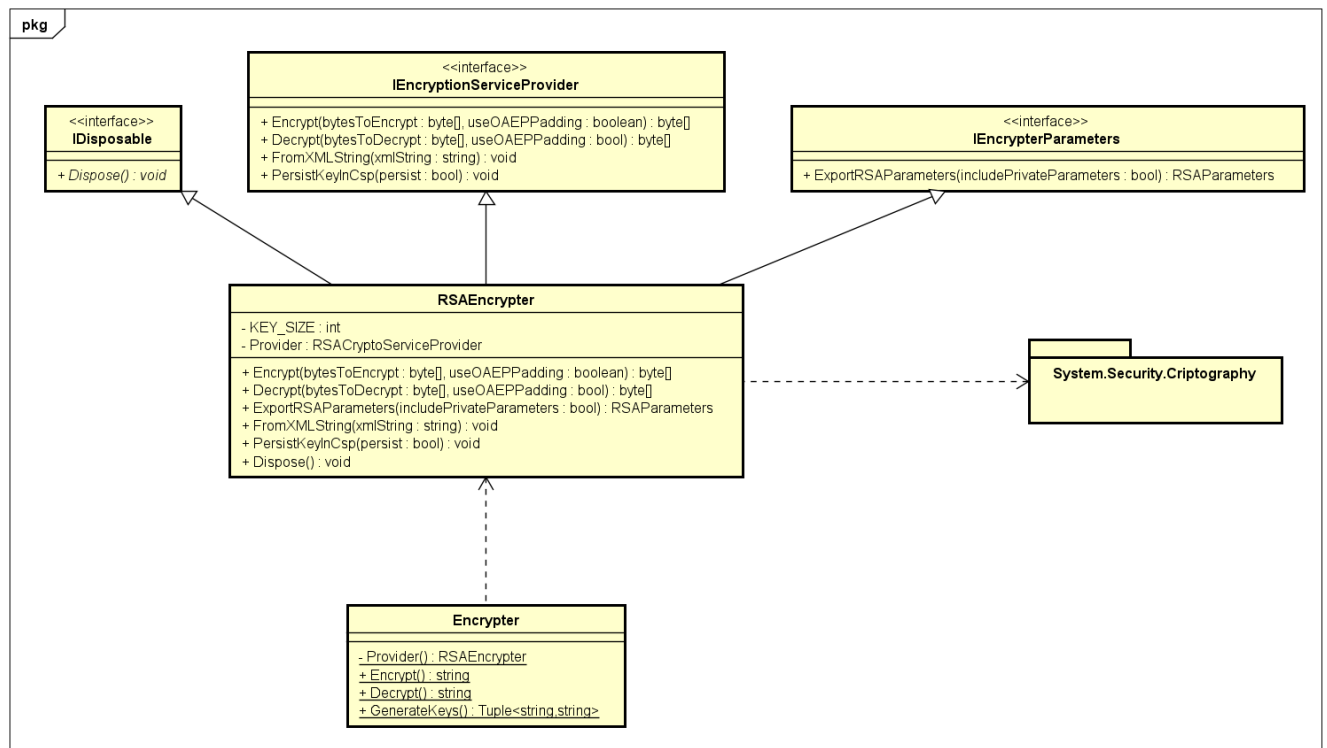 pkg
<<interface>>
IEncryptionServiceProvider
+ Encrypt(bytesToEncrypt : byte[], useOAEPPadding : boolean) : byte[]
+ Decrypt(bytesToDecrypt : byte[], useOAEPPadding : bool) : byte[]
+ FromXMLString(xmlString : string) : void
+ PersistKeyInCsp(persist : bool) : void
<<interface>>
IDisposable
+ Dispose() : void
<<interface>>
IEncrypterParameters
+ ExportRSAParameters(includePrivateParameters : bool) : RSAParameters
RSAEncrypter
- KEY_SIZE : int
- Provider : RSACryptoServiceProvider
+ Encrypt(bytesToEncrypt : byte[], useOAEPPadding : boolean) : byte[]
+ Decrypt(bytesToDecrypt : byte[], useOAEPPadding : bool) : byte[]
+ ExportRSAParameters(includePrivateParameters : bool) : RSAParameters
+ FromXMLString(xmlString : string) : void
+ PersistKeyInCsp(persist : bool) : void
+ Dispose() : void
System.Security.Criptography
Encrypter
- Provider() : RSAEncrypter
+ Encrypt() : string
+ Decrypt() : string
+ GenerateKeys() : Tuple<string,string>